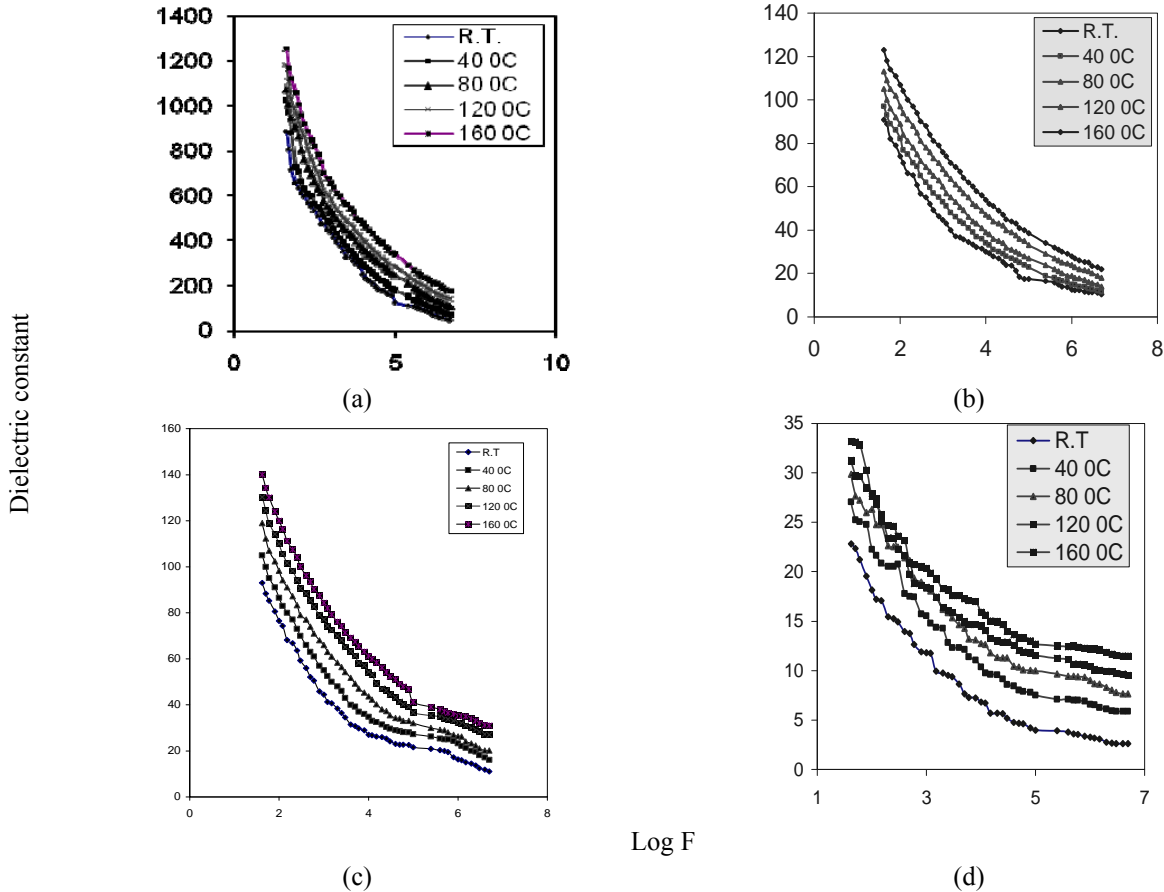 Dielectric constant
1400
1200
1000
800
600
400
200
0
0
5
10
R.T.
40 0C
80 0C
120 0C
160 0C
(a)
140
120
100
80
60
40
20
0
0
2
4
6
8
R.T.
40 0C
80 0C
120 0C
160 0C
(b)
160
140
120
100
80
60
40
20
0
0
2
4
6
8
R.T
40 0C
80 0C
120 0C
160 0C
(c)
35
30
25
20
15
10
5
0
1
3
5
7
R.T
40 0C
80 0C
120 0C
160 0C
Log F
(d)